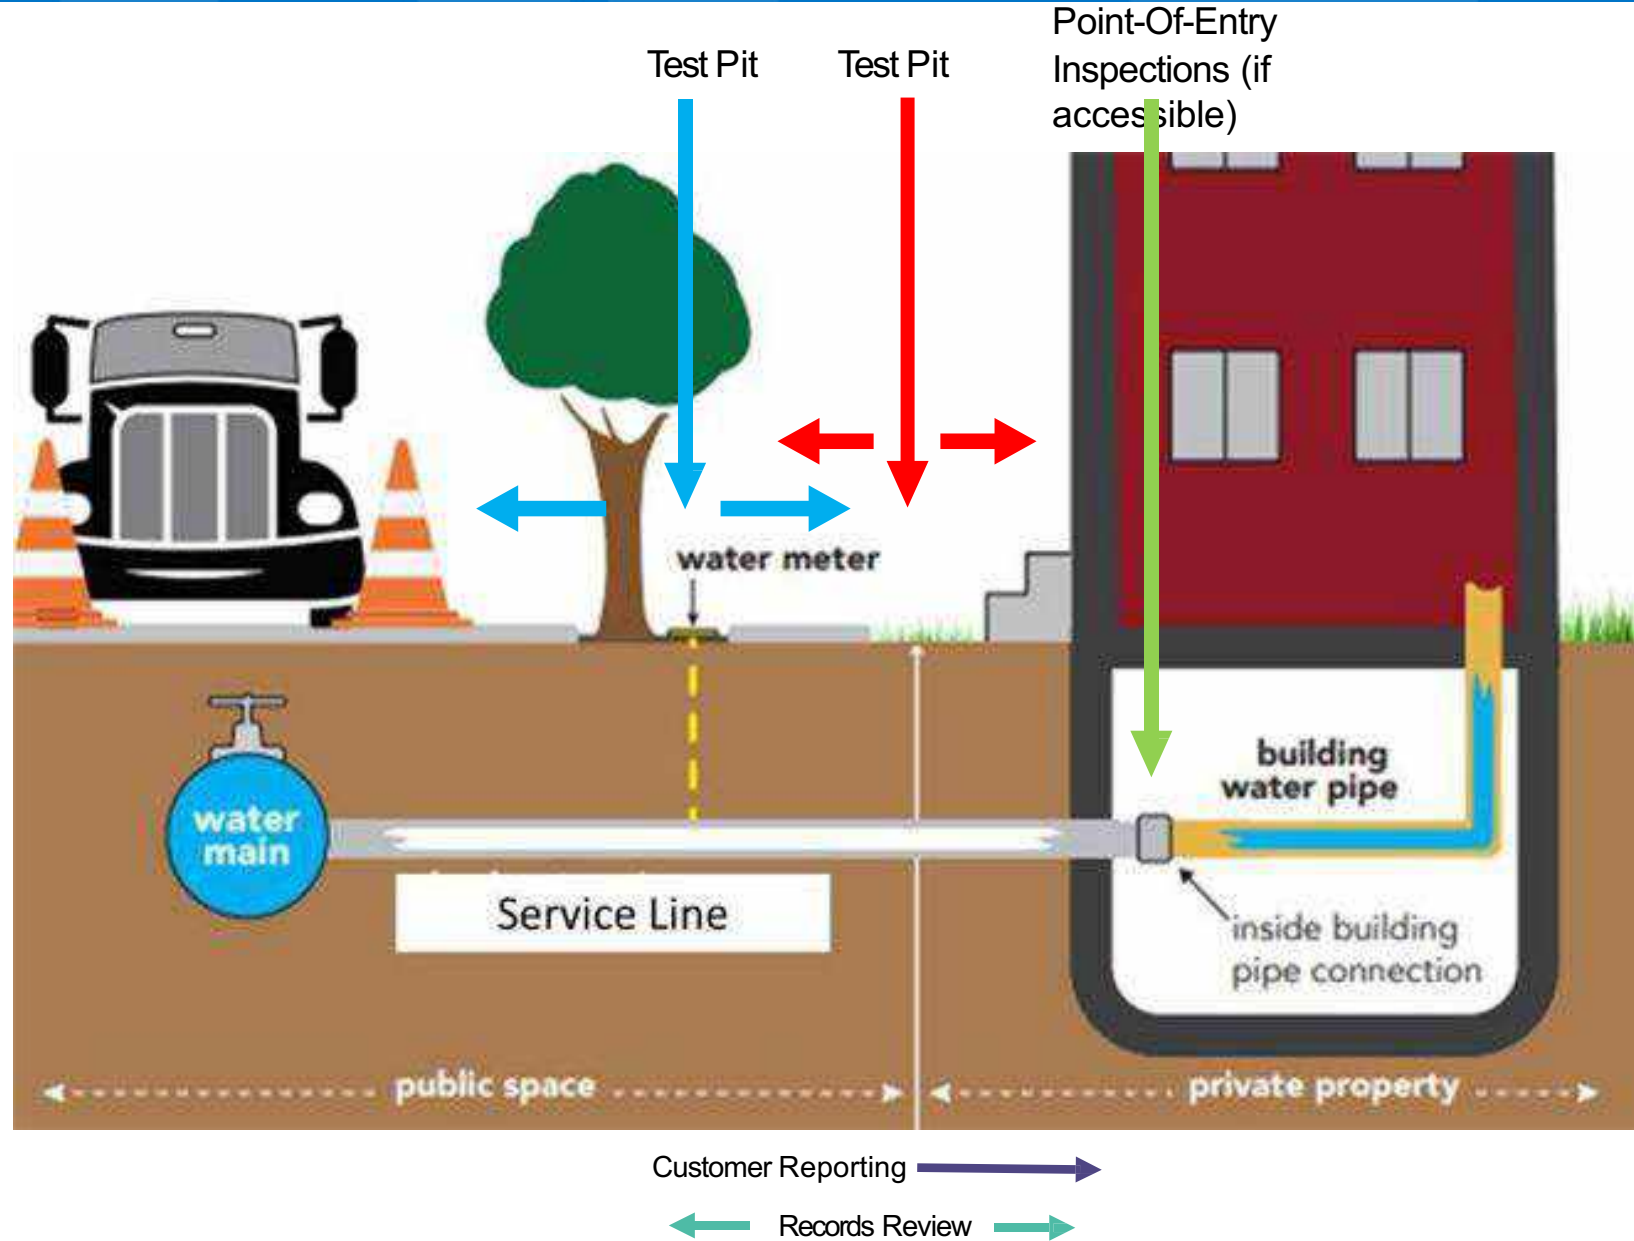 Point-Of-Entry
Test Pit Test Pit Inspections (if
accessible)
water meter
building
water pipe
water
main
Service Line
inside building
pipe connection
public space private property
Customer Reporting
Records Review